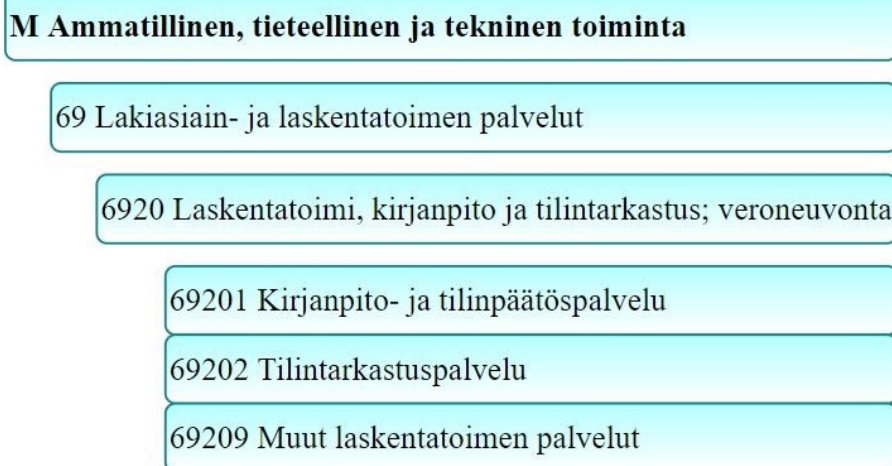 M Ammatillinen, tieteellinen ja tekninen toiminta
69 Lakiasiain- ja laskentatoimen palvelut
6920 Laskentatoimi, kirjanpito ja tilintarkastus; veroneuvonta
69201 Kirjanpito- ja tilinpäätöspalvelu
69202 Tilintarkastuspalvelu
69209 Muut laskentatoimen palvelut